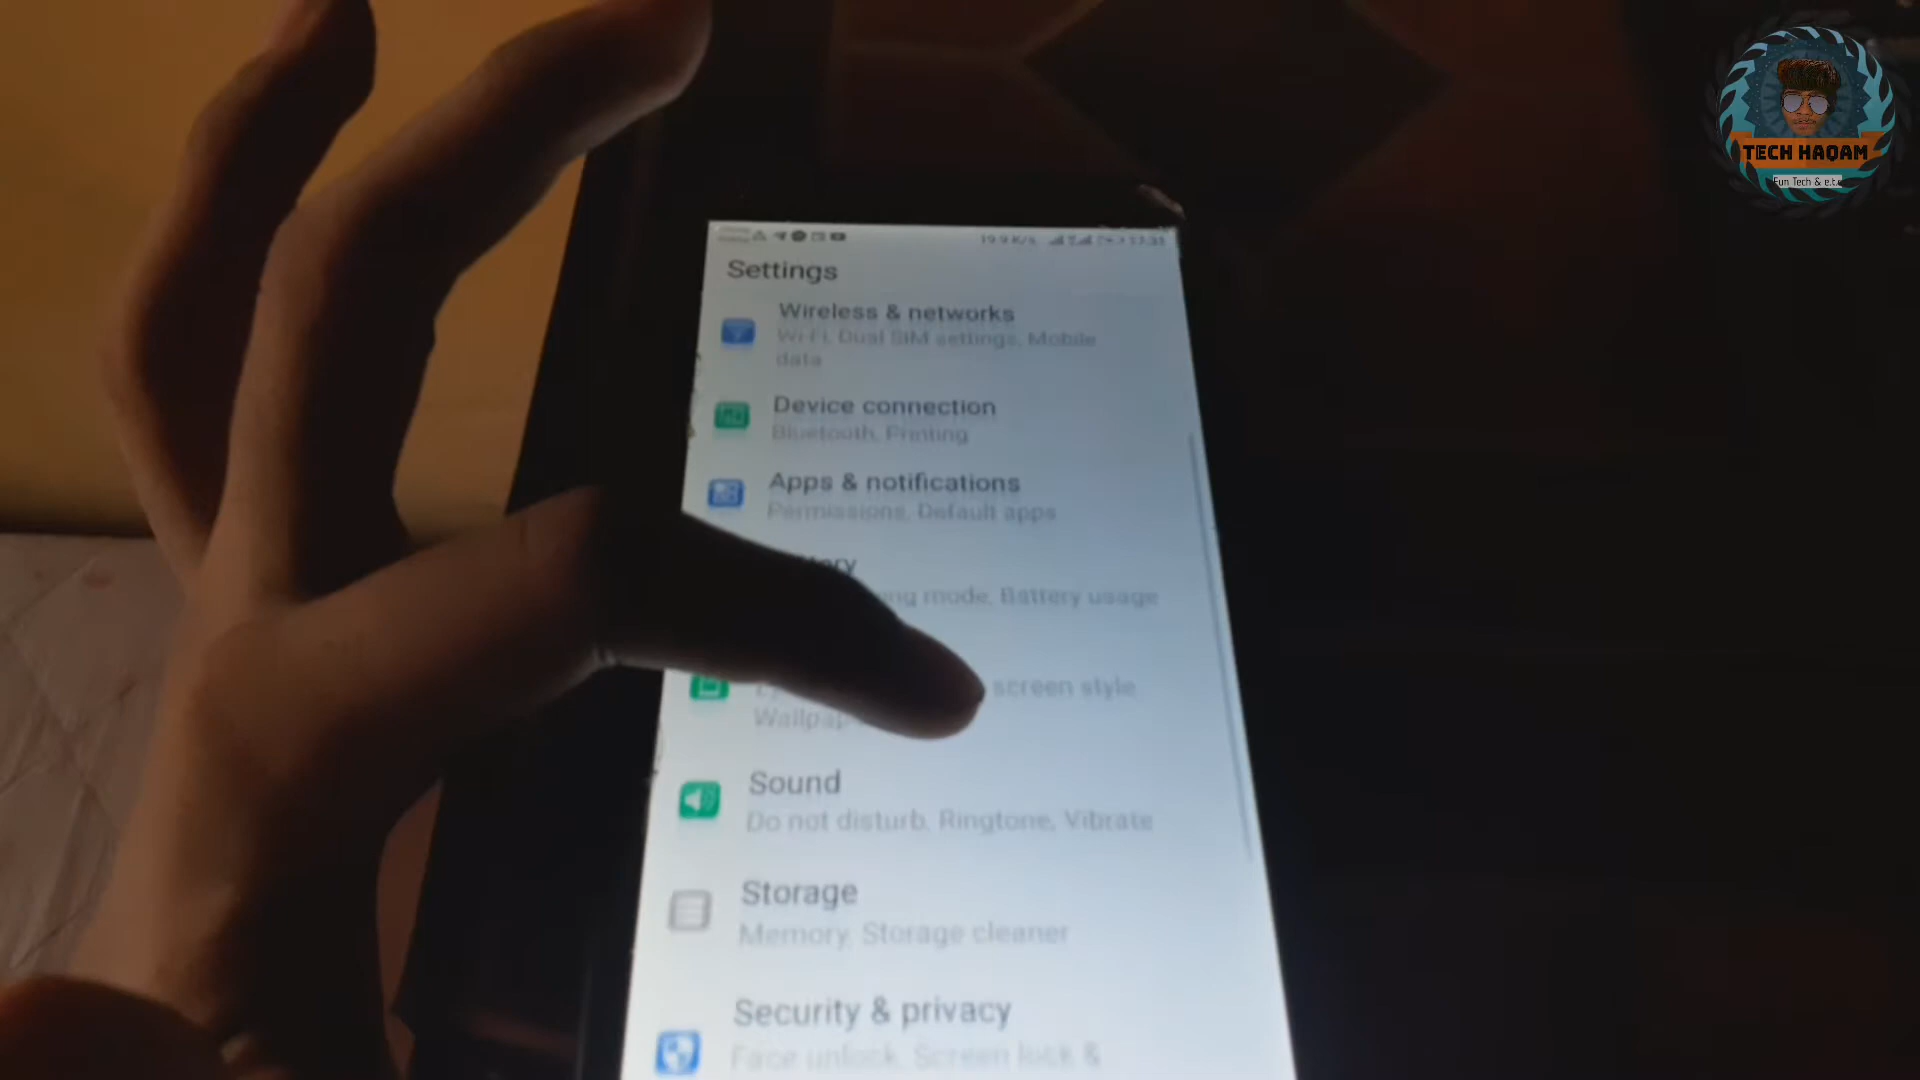 TECH HAQAM
Fun Tech & e.t.c
19.9 K/s
Settings
Wireless & networks
Wi-Fi, Dual SIM settings, Mobile
data
Device connection
Bluetooth, Printing
Apps & notifications
Permissions, Default apps
mode, Battery usage
screen style
Sound
Do not disturb, Ringtone, Vibrate
Storage
Memory, Storage cleaner
Security & privacy
Face unlock, Screen lock &